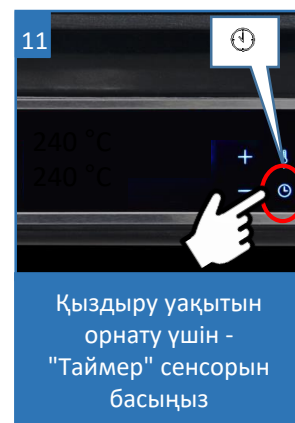 11
240 °C
240 °C
+
−
Қыздыру уақытын
орнату үшін -
"Таймер" сенсорын
басыңыз